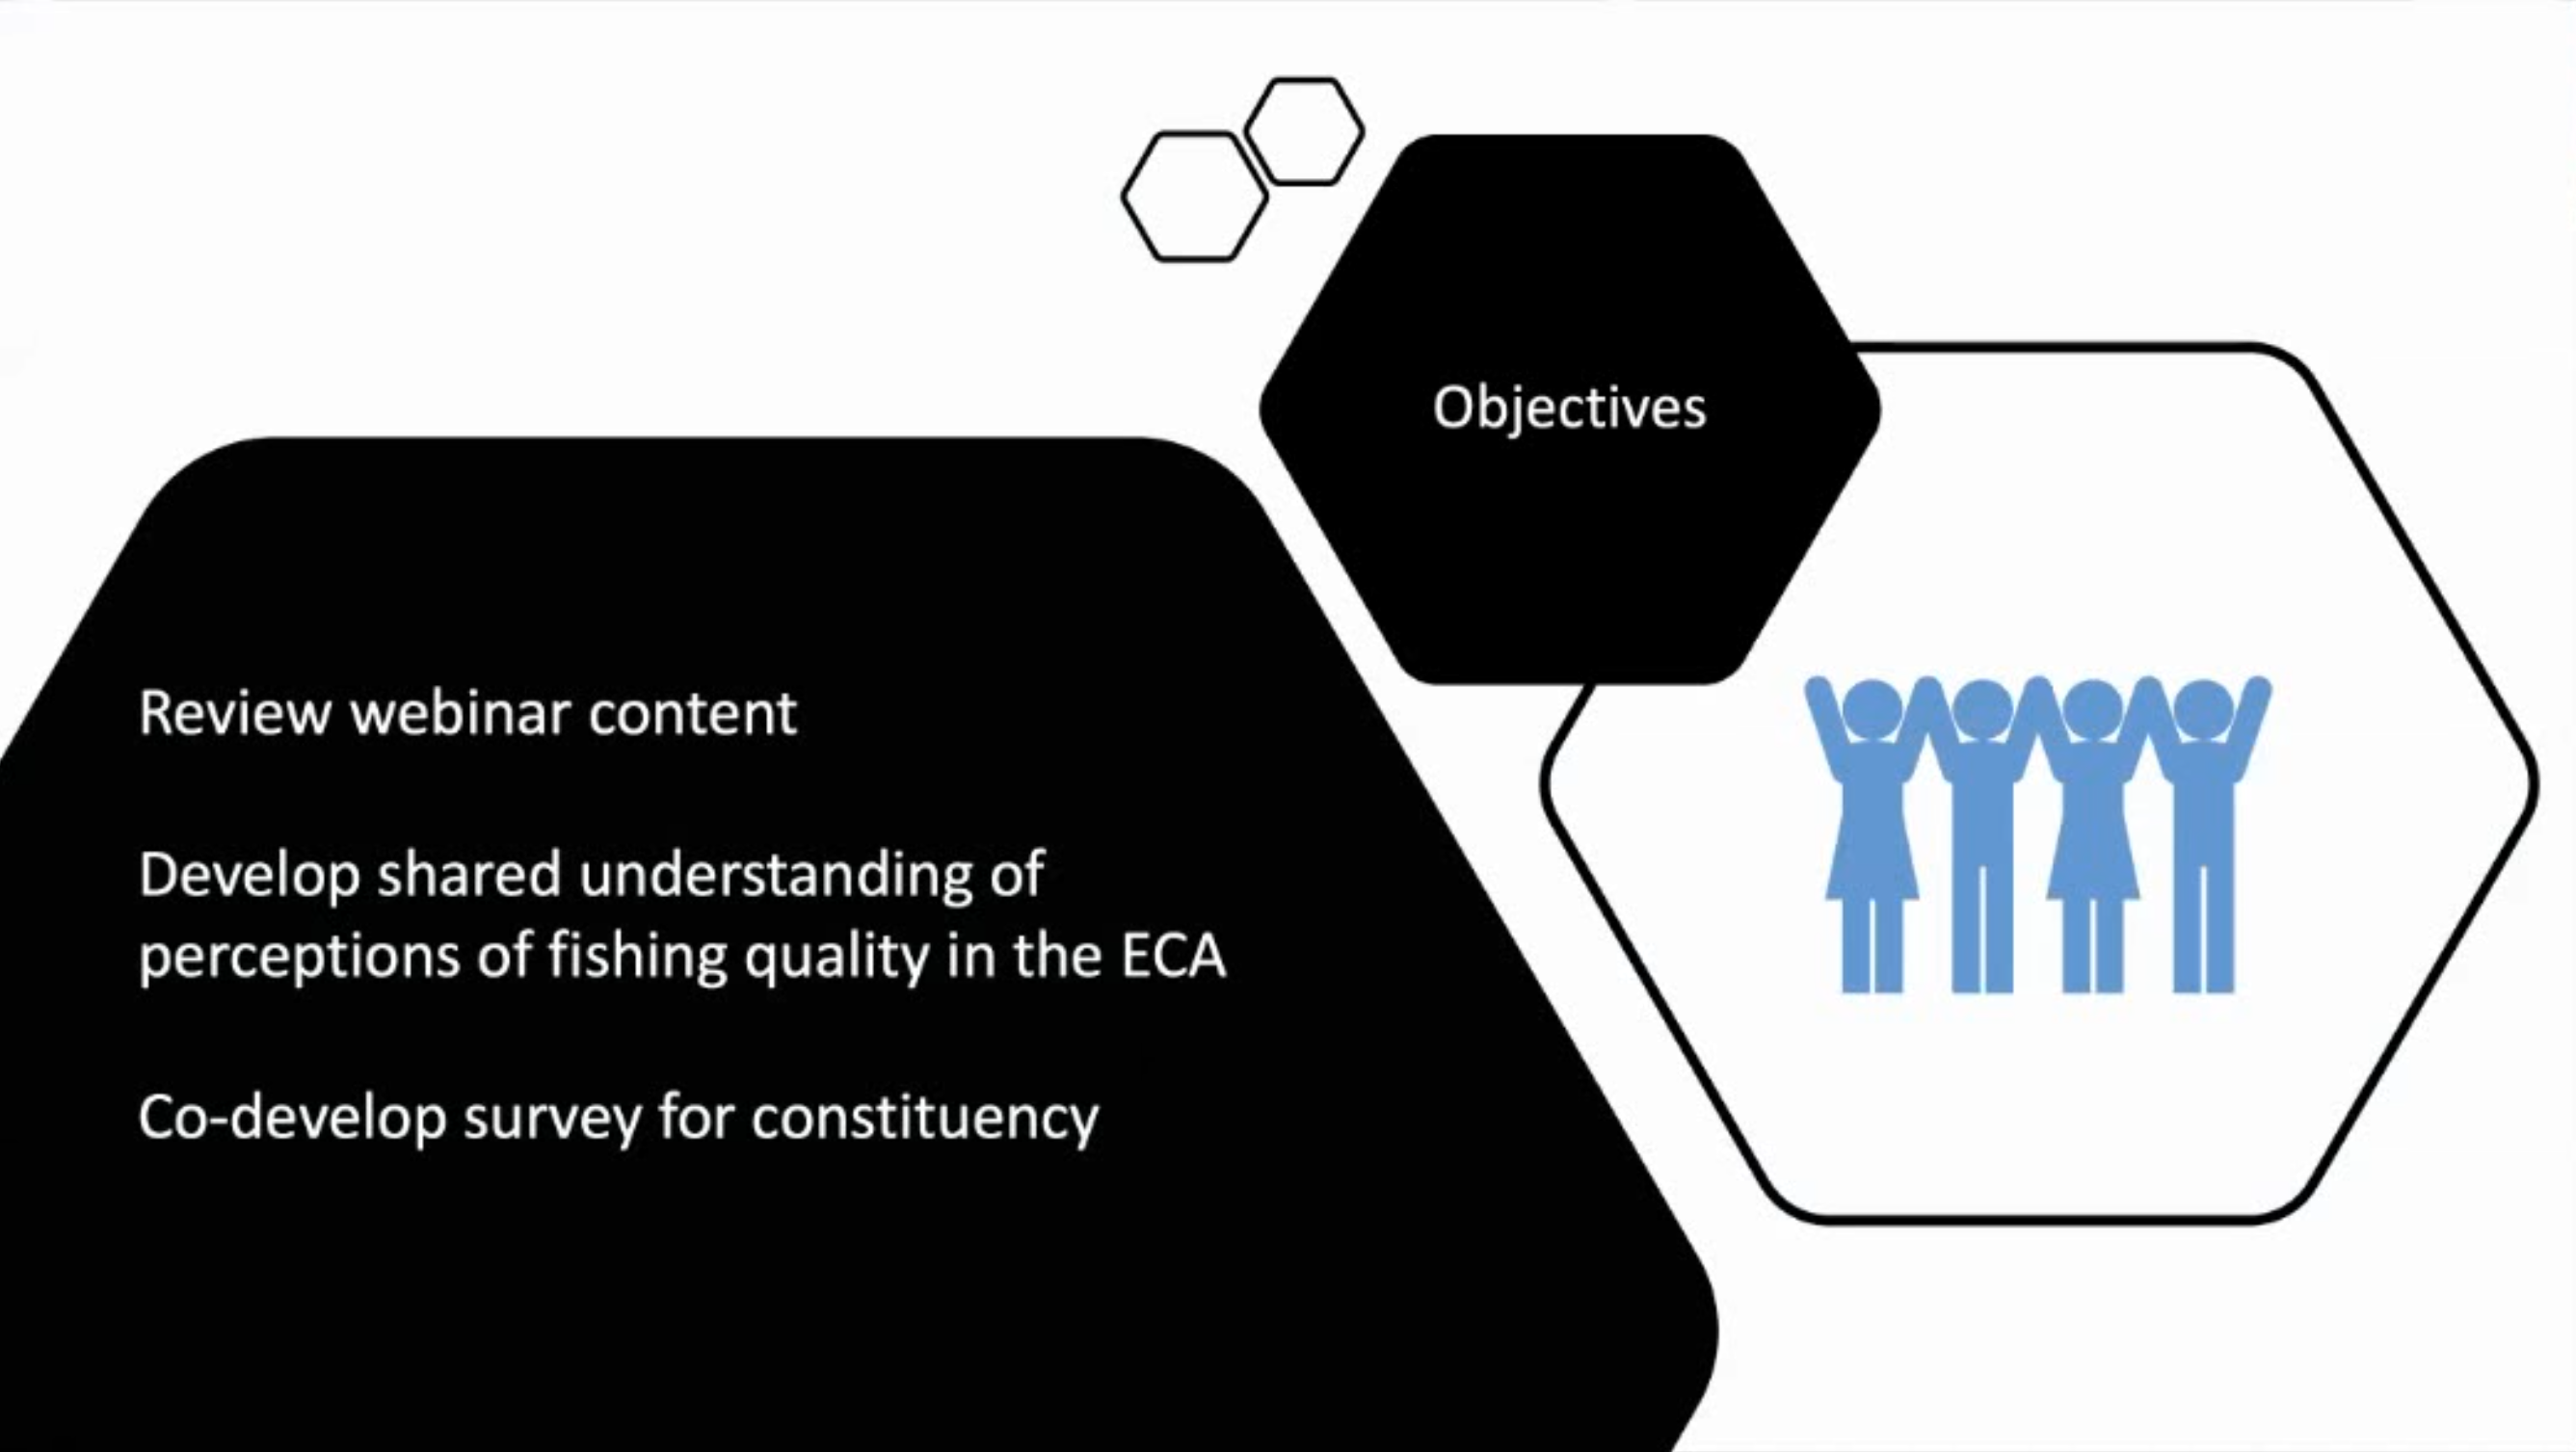 Objectives
Review webinar content
Develop shared understanding of
perceptions of fishing quality in the ECA
Co-develop survey for constituency